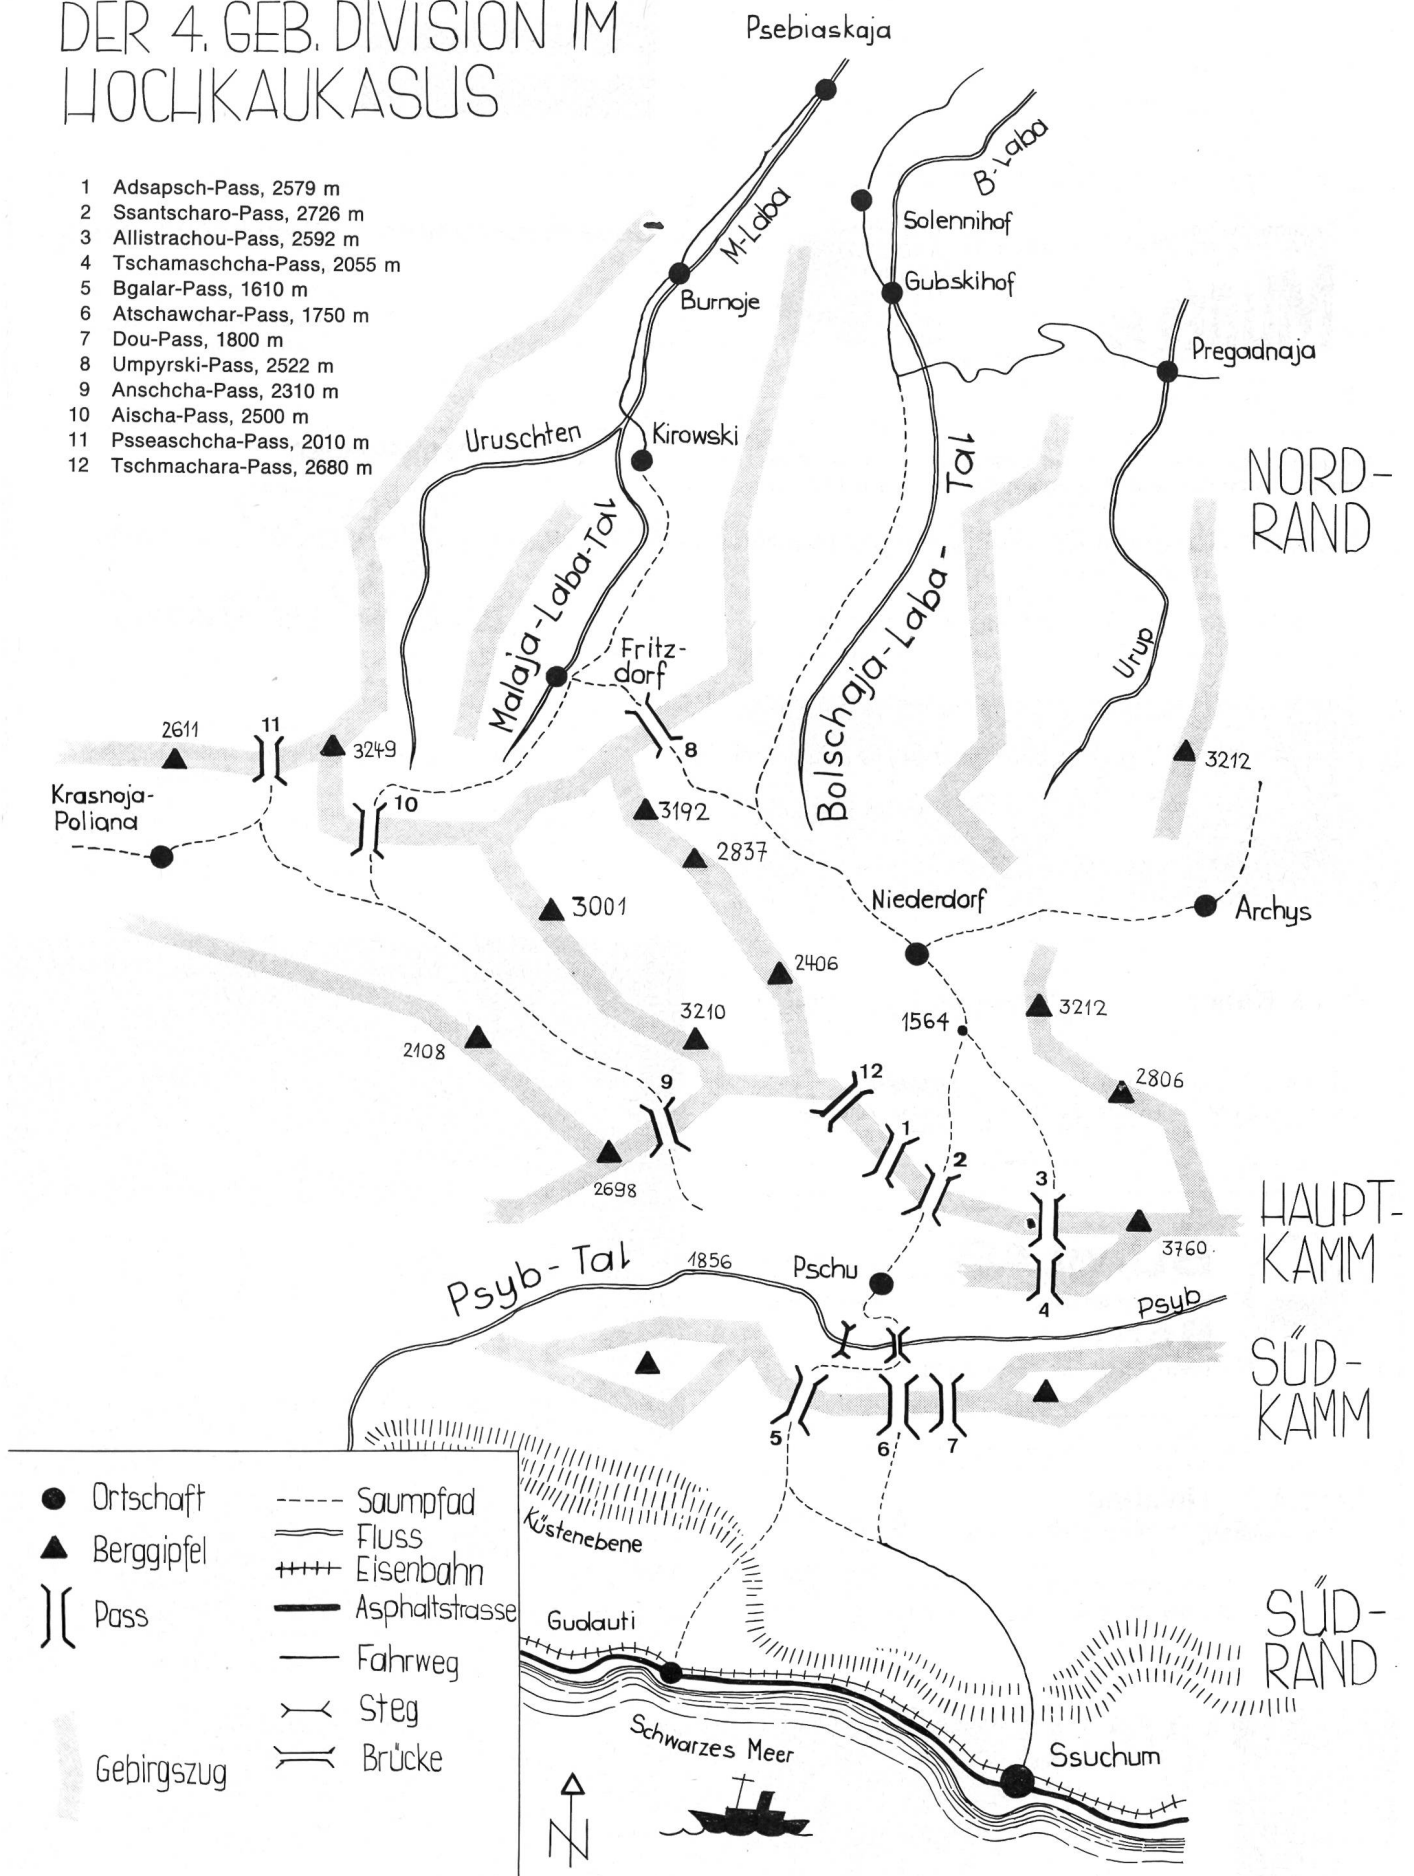 DER 4. GEB. DIVISION IM
HOCHKAUKASUS
1 Adsapsch-Pass, 2579 m
2 Ssantscharo-Pass, 2726 m
3 Allistrachou-Pass, 2592 m
4 Tschamaschcha-Pass, 2055 m
5 Bgalar-Pass, 1610 m
6 Atschawchar-Pass, 1750 m
7 Dou-Pass, 1800 m
8 Umpyrski-Pass, 2522 m
9 Anschcha-Pass, 2310 m
10 Aischa-Pass, 2500 m
11 Psseaschcha-Pass, 2010 m
12 Tschmachara-Pass, 2680 m
Psebiaskaja
M-Laba
B-Laba
Solennihof
Gubskihof
Burnoje
Pregadnaja
Uruschten
Kirowski
Malaja-Laba-Tal
Bolschaja-Laba-Tal
Urup
NORD-
RAND
Fritz-
dorf
2611
11
3249
8
3212
Krasnoja-
Poliana
10
3192
2837
3001
Niederdorf
Archys
2406
3210
1564
3212
2108
9
12
2806
1
2
3
2698
HAUPT-
KAMM
3760
Psyb-Tal
1856
Pschu
4
Psyb
SÜD-
KAMM
5
6
7
Küstenebene
Gudauti
SÜD-
RAND
Schwarzes Meer
Ssuchum
N
Ortschaft
Berggipfel
Pass
Gebirgszug
Saumpfad
Fluss
Eisenbahn
Asphaltstrasse
Fahrweg
Steg
Brücke